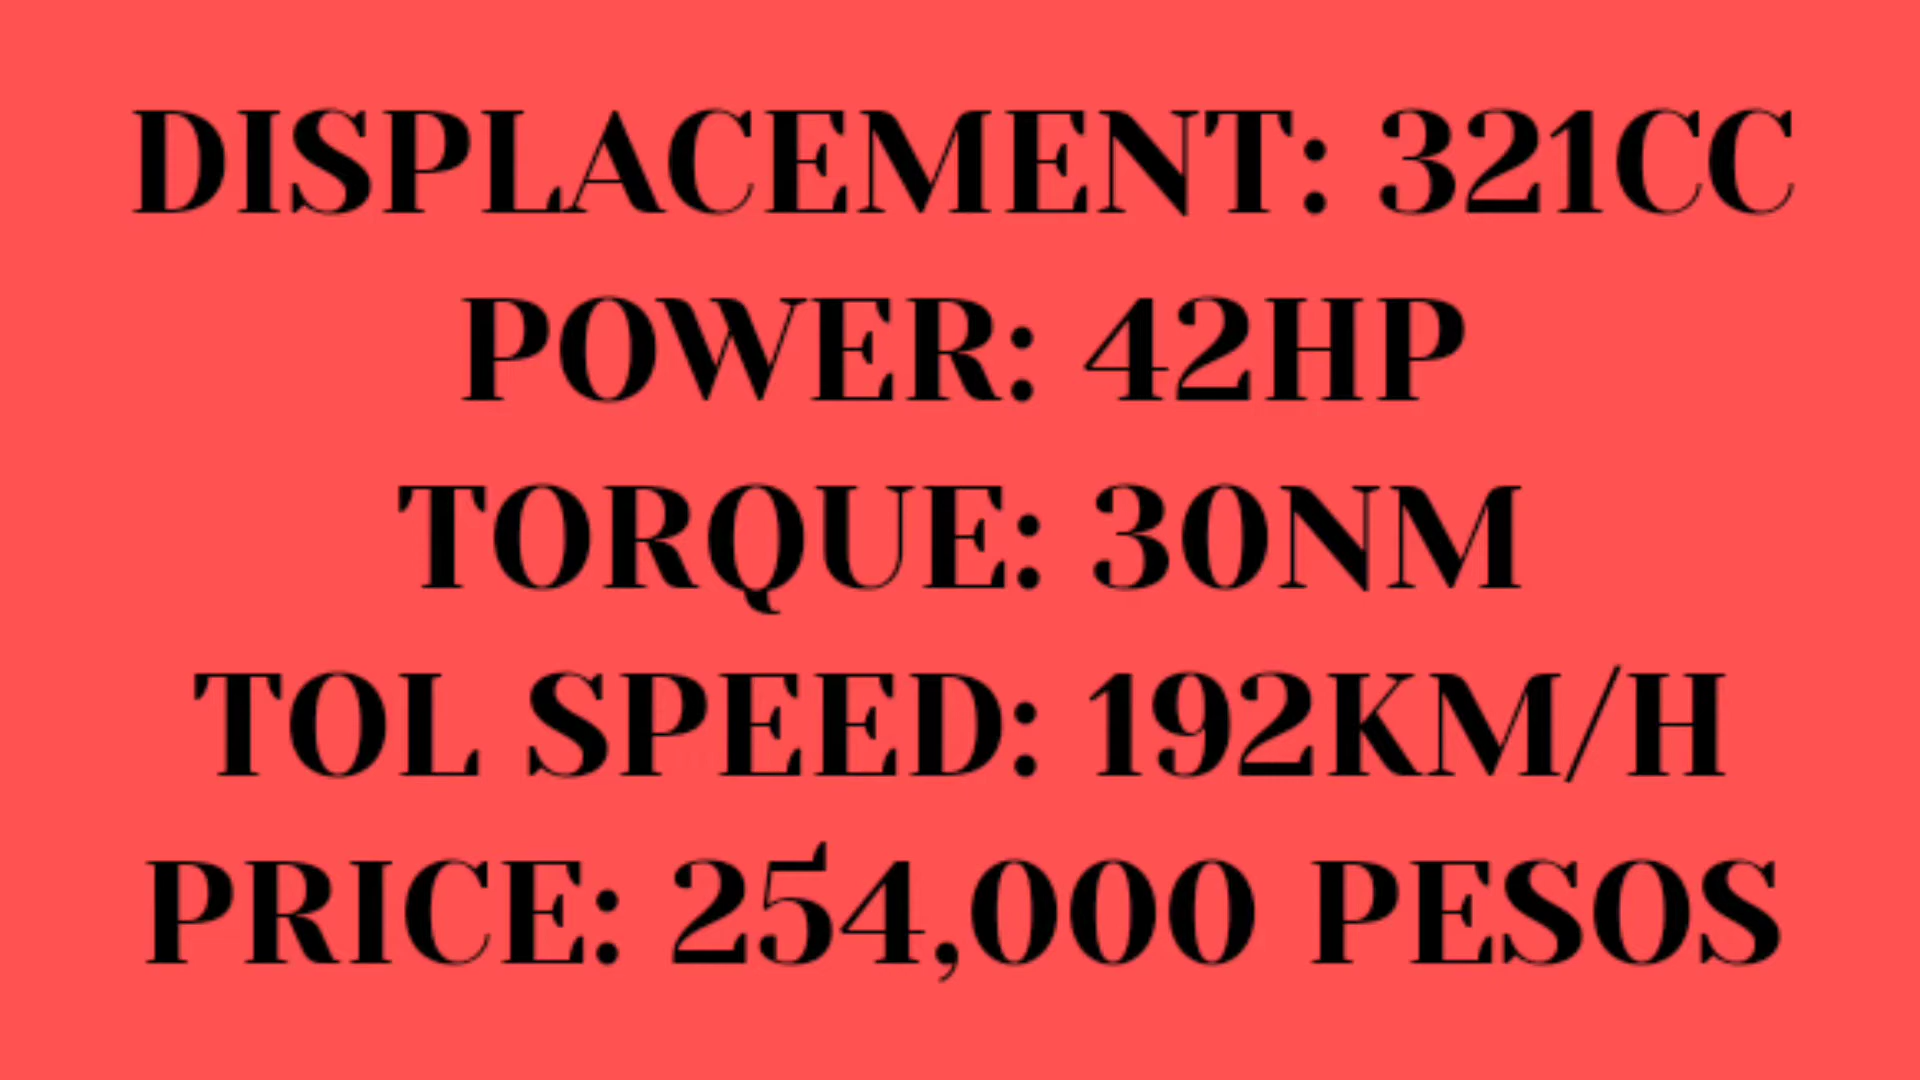 DISPLACEMENT: 321CC
POWER: 42HP
TORQUE: 30NM
TOL SPEED: 192KM/H
PRICE: 254,000 PESOS